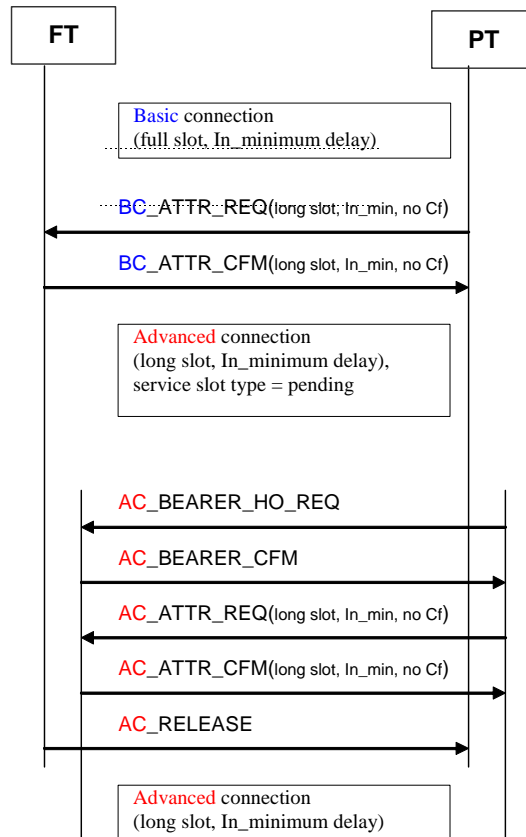 FT
PT
Basic connection
(full slot, In_minimum delay)
BC_ATTR_REQ(long slot, In_min, no Cf)
BC_ATTR_CFM(long slot, In_min, no Cf)
Advanced connection
(long slot, In_minimum delay),
service slot type = pending
AC_BEARER_HO_REQ
AC_BEARER_CFM
AC_ATTR_REQ(long slot, In_min, no Cf)
AC_ATTR_CFM(long slot, In_min, no Cf)
AC_RELEASE
Advanced connection
(long slot, In_minimum delay)